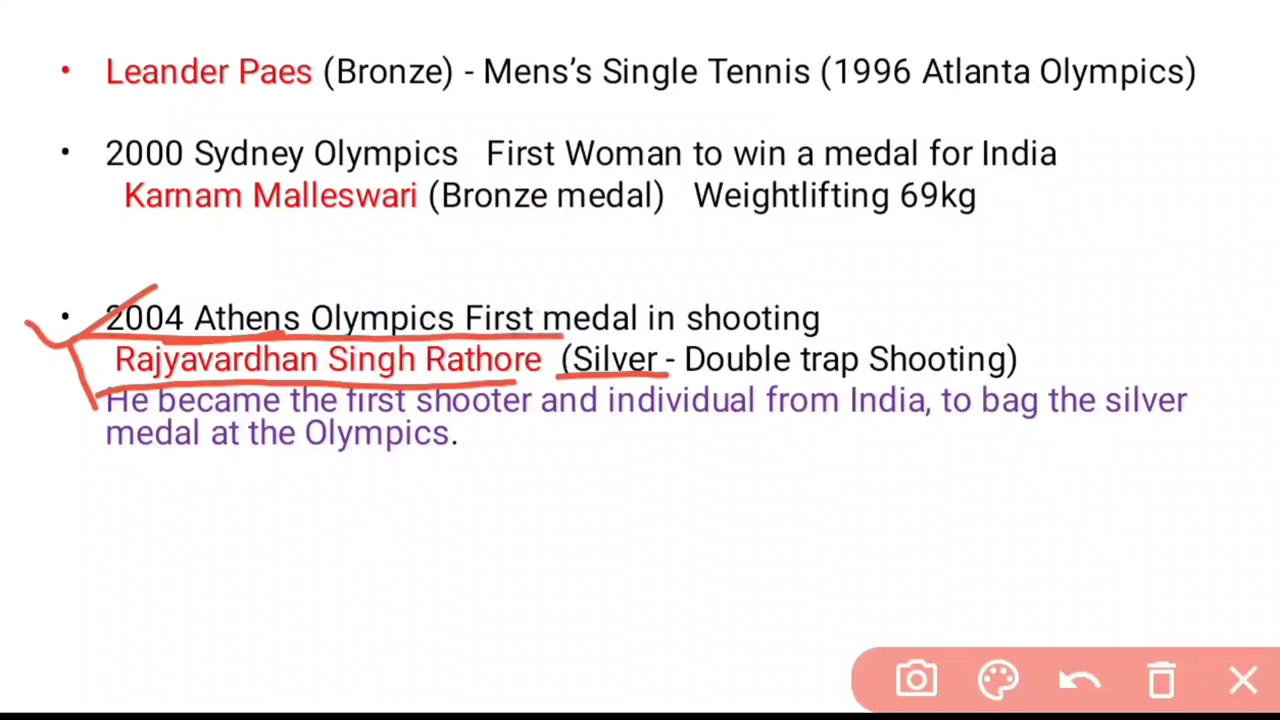 • Leander Paes (Bronze) - Mens’s Single Tennis (1996 Atlanta Olympics)
• 2000 Sydney Olympics First Woman to win a medal for India
Karnam Malleswari (Bronze medal) Weightlifting 69kg
• 2004 Athens Olympics First medal in shooting
Rajyavardhan Singh Rathore (Silver - Double trap Shooting)
He became the first shooter and individual from India, to bag the silver
medal at the Olympics.